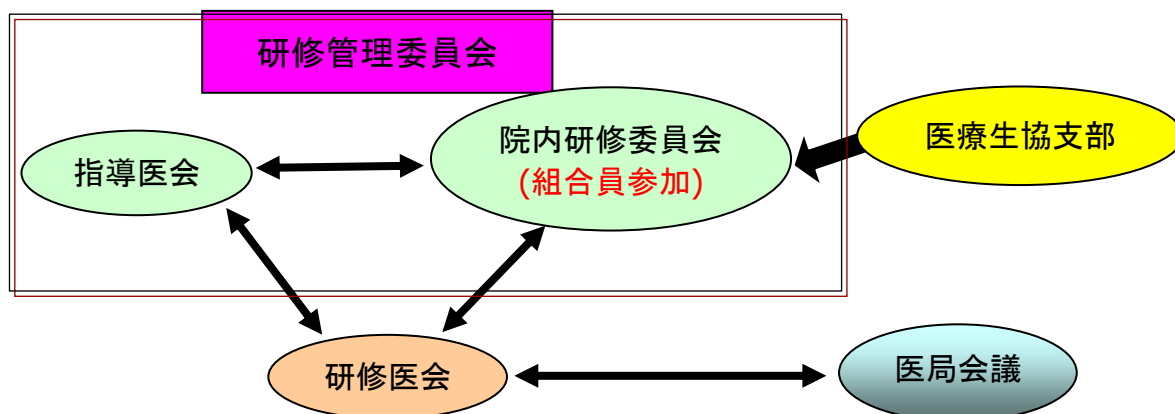 研修管理委員会
院内研修委員会
(組合員参加)
医療生協支部
指導医会
研修医会
医局会議